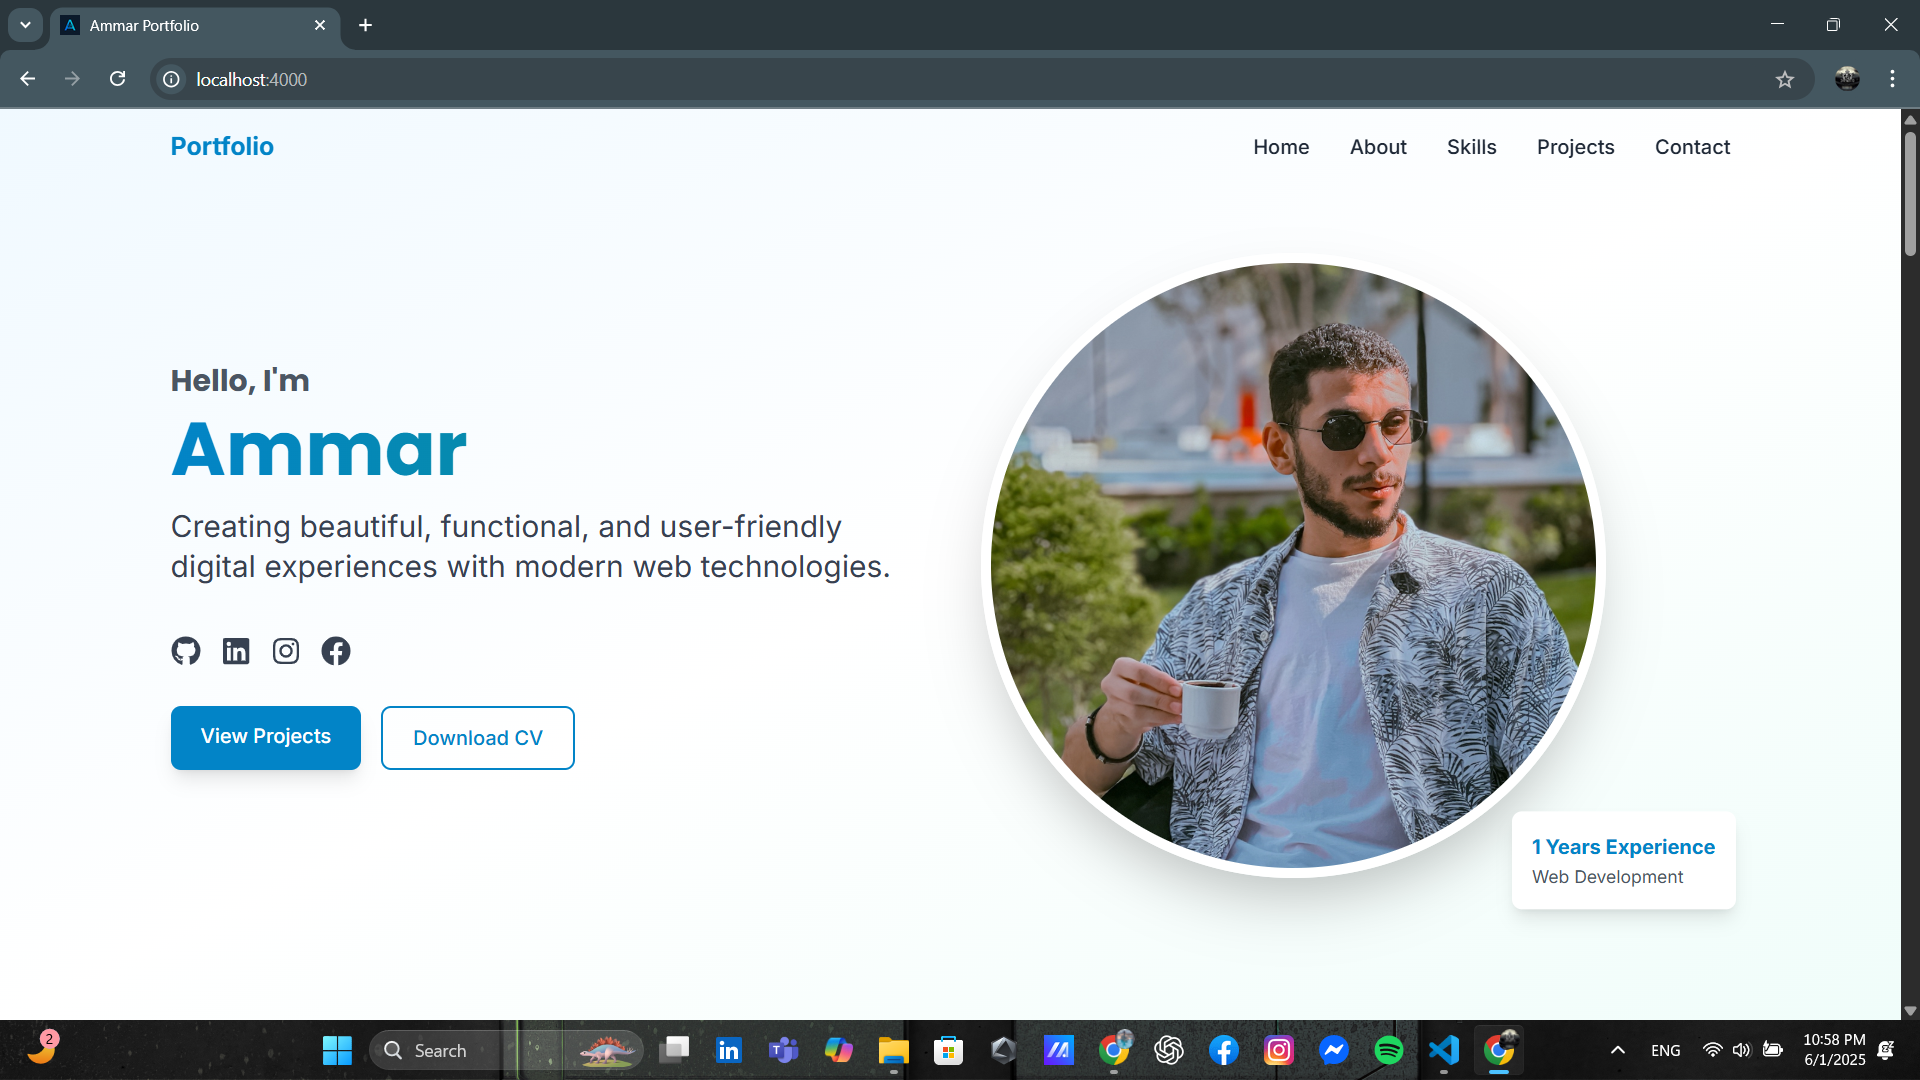 Ammar Portfolio
localhost:4000
Portfolio
Home About Skills Projects Contact
Hello, I'm
Ammar
Creating beautiful, functional, and user-friendly
digital experiences with modern web technologies.
View Projects
Download CV
1 Years Experience
Web Development
2
Search
ENG
10:58 PM
6/1/2025